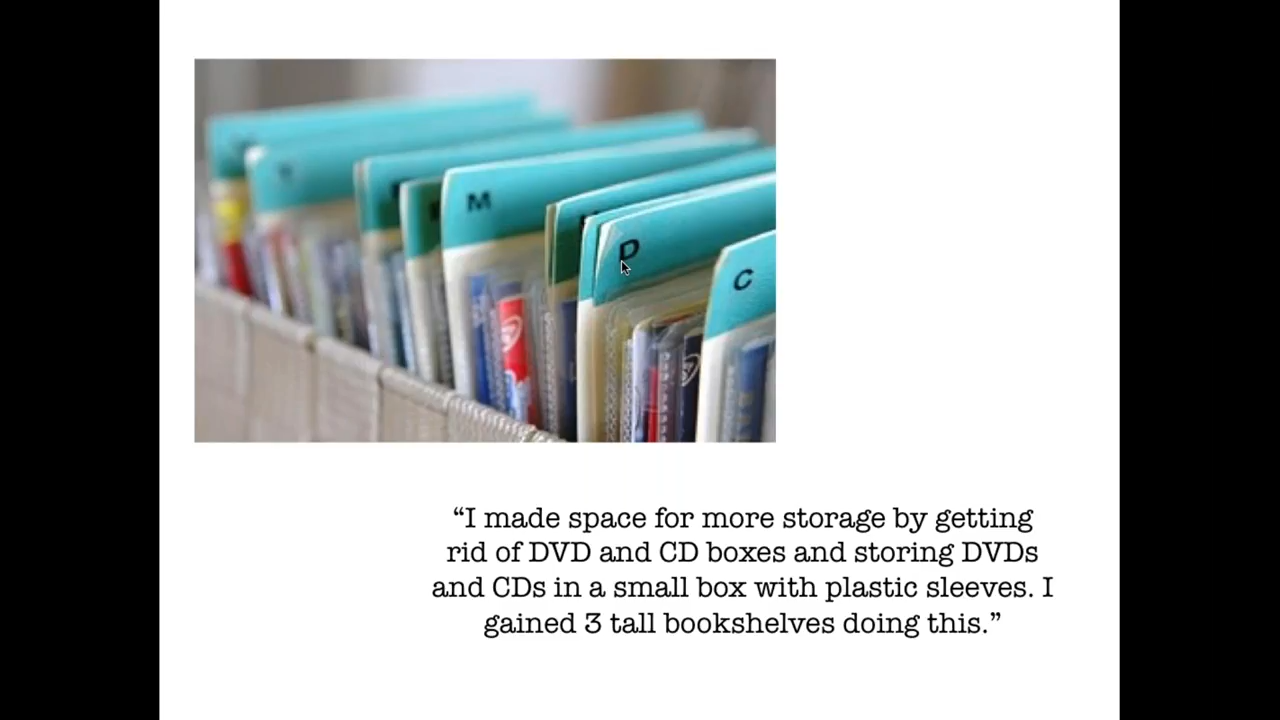 M
D
C
“I made space for more storage by getting
rid of DVD and CD boxes and storing DVDs
and CDs in a small box with plastic sleeves. I
gained 3 tall bookshelves doing this.”